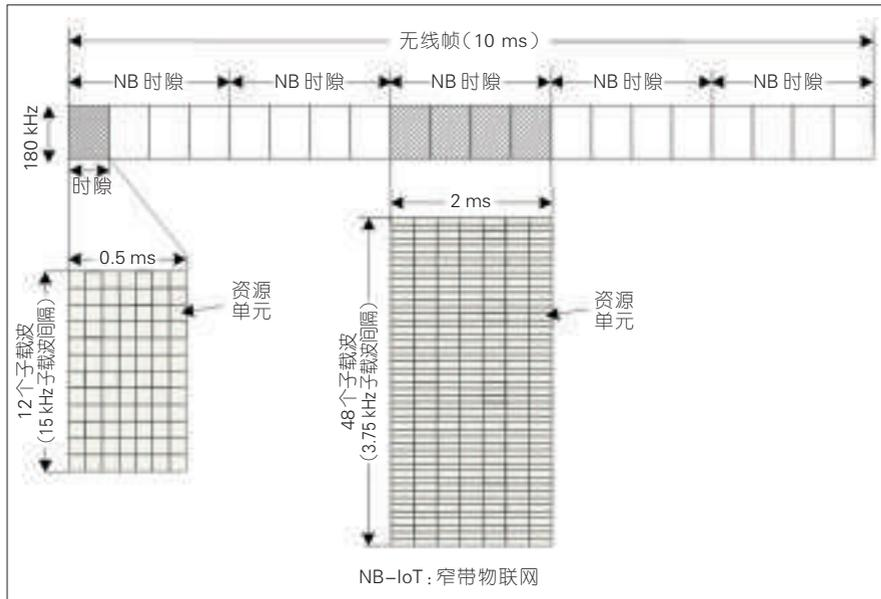 无线帧(10 ms)
NB 时隙
NB 时隙
NB 时隙
NB 时隙
NB 时隙
180 kHz
时隙
2 ms
0.5 ms
资源
单元
资源
单元
12个子载波
(15 kHz子载波间隔)
48个子载波
(3.75 kHz子载波间隔)
NB-IoT:窄带物联网